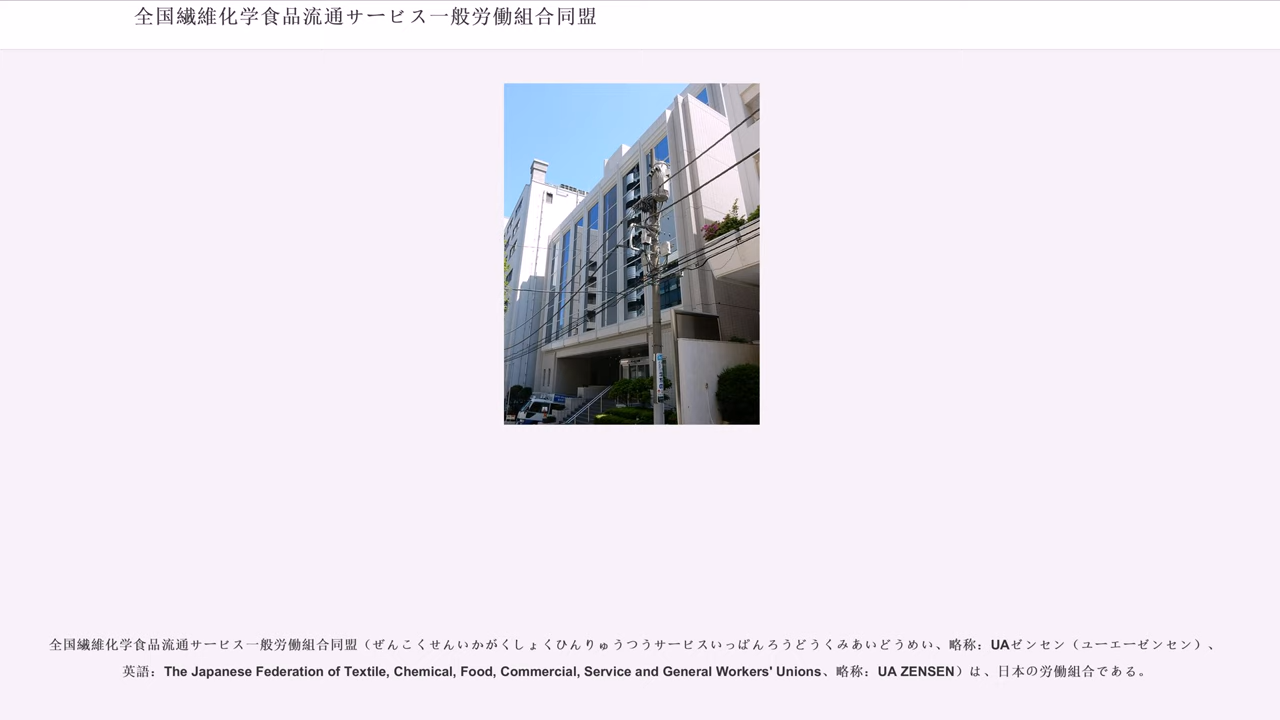 全国繊維化学食品流通サービス一般労働組合同盟
全国繊維化学食品流通サービス一般労働組合同盟（ぜんこくせんいかがくしょくひんりゅうつうサービスいっぱんろうどうくみあいどうめい、略称：UAゼンセン（ユーエーゼンセン）、
英語：The Japanese Federation of Textile, Chemical, Food, Commercial, Service and General Workers' Unions、略称：UA ZENSEN）は、日本の労働組合である。